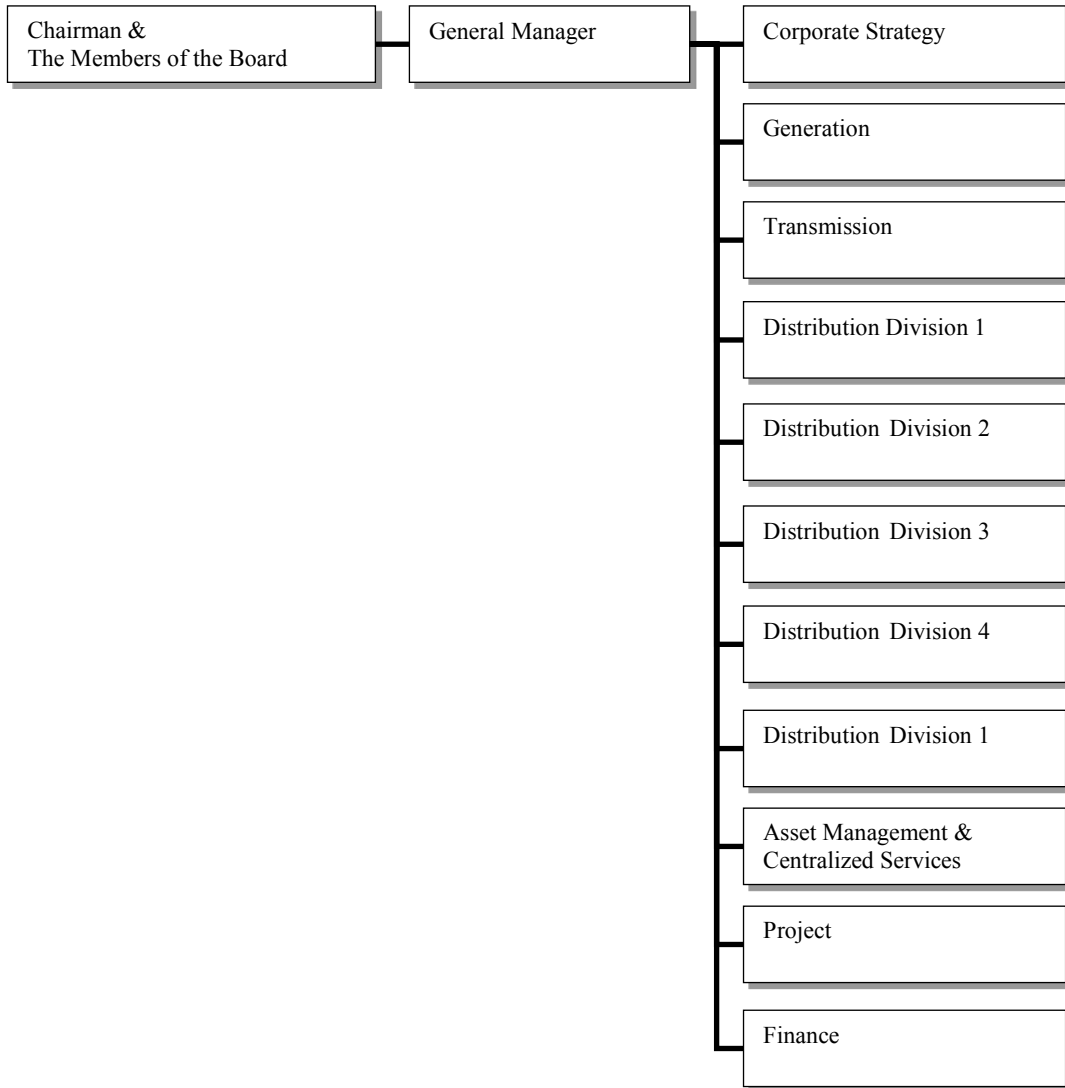 Chairman &
The Members of the Board
General Manager
Corporate Strategy
Generation
Transmission
Distribution Division 1
Distribution Division 2
Distribution Division 3
Distribution Division 4
Distribution Division 1
Asset Management &
Centralized Services
Project
Finance